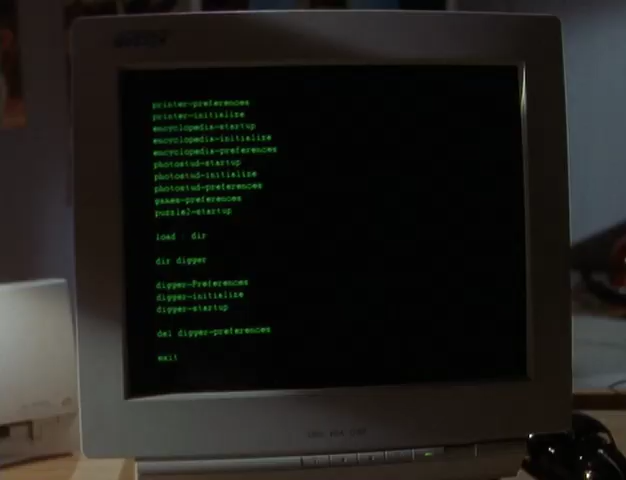 printer-preferences
printer-initialize
encyclopedia-startup
encyclopedia-initialize
encyclopedia-preferences
photostud-startup
photostud-initialize
photostud-preferences
games-preferences
puzzle2-startup
load dir
dir digger
digger-Preferences
digger-initialize
digger-startup
del digger-preferences
exit